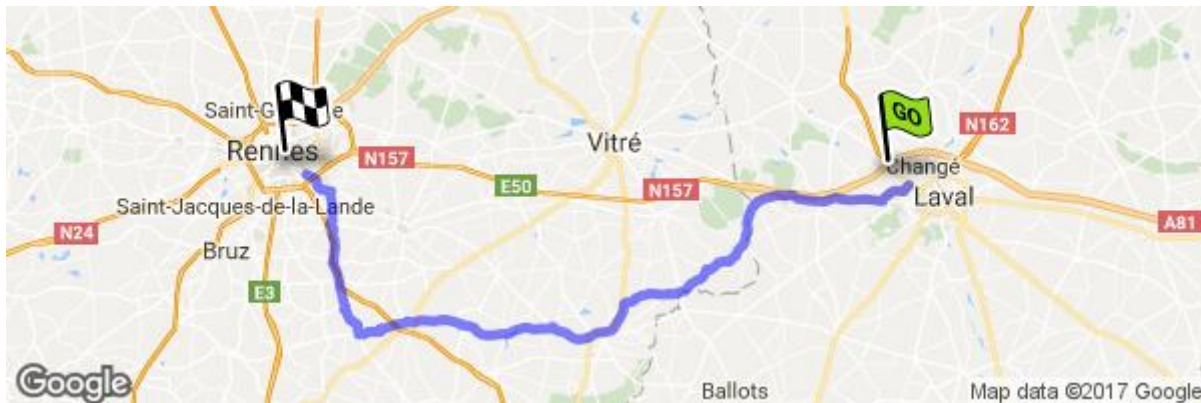 Saint-G
e
GO
N162
Rennes
N157
Vitré
Changé
E50
N157
Laval
Saint-Jacques-de-la-Lande
A81
N24
Bruz
E3
Google
Ballots
Map data ©2017 Google